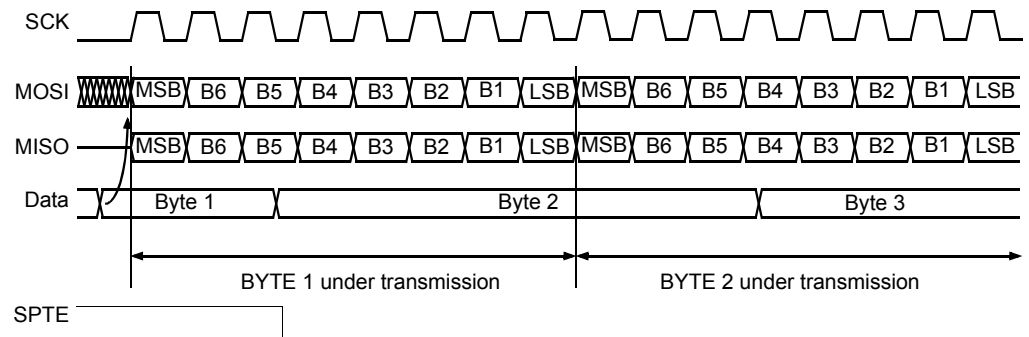 SCK
MOSI MSB B6 B5 B4 B3 B2 B1 LSB MSB B6 B5 B4 B3 B2 B1 LSB
MISO MSB B6 B5 B4 B3 B2 B1 LSB MSB B6 B5 B4 B3 B2 B1 LSB
Data Byte 1 Byte 2 Byte 3
BYTE 1 under transmission BYTE 2 under transmission
SPTE